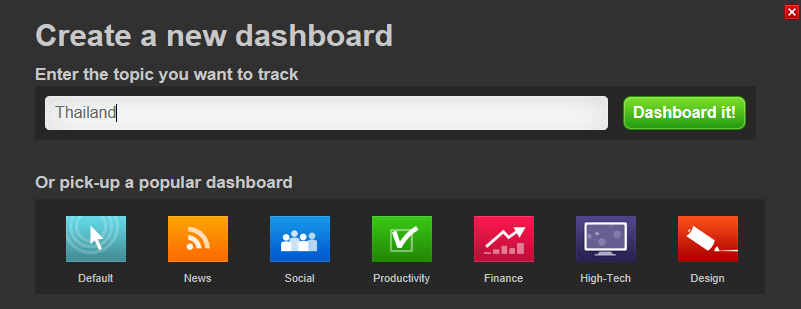 Create a new dashboard
Enter the topic you want to track
Thailand
Dashboard it!
Or pick-up a popular dashboard
Default News Social Productivity Finance High-Tech Design